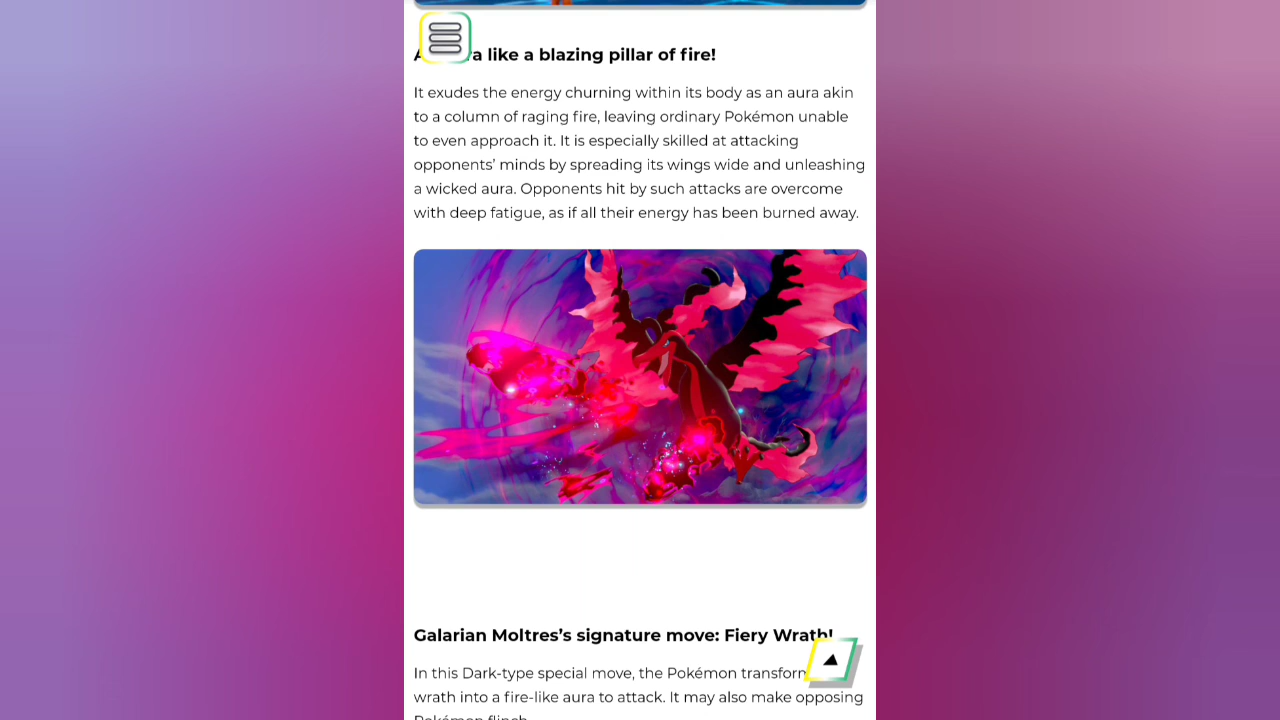 a like a blazing pillar of fire!
It exudes the energy churning within its body as an aura akin
to a column of raging fire, leaving ordinary Pokémon unable
to even approach it. It is especially skilled at attacking
opponents’ minds by spreading its wings wide and unleashing
a wicked aura. Opponents hit by such attacks are overcome
with deep fatigue, as if all their energy has been burned away.
Galarian Moltres’s signature move: Fiery Wrath!
In this Dark-type special move, the Pokémon transform
wrath into a fire-like aura to attack. It may also make opposing
Pokémon flinch.